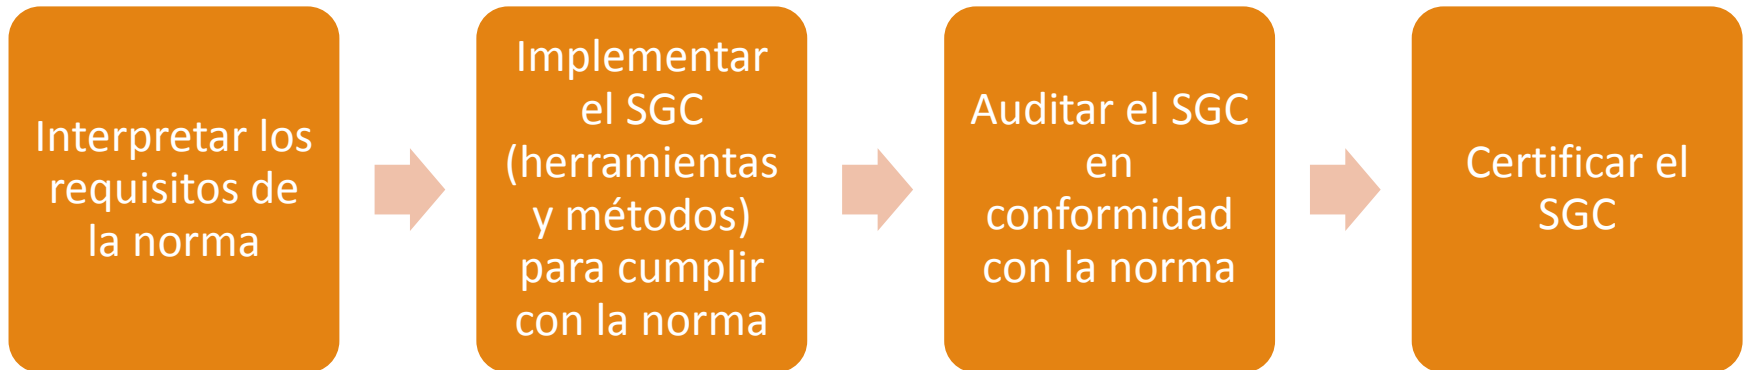 Interpretar los
requisitos de
la norma
Implementar
el SGC
(herramientas
y métodos)
para cumplir
con la norma
Auditar el SGC
en
conformidad
con la norma
Certificar el
SGC